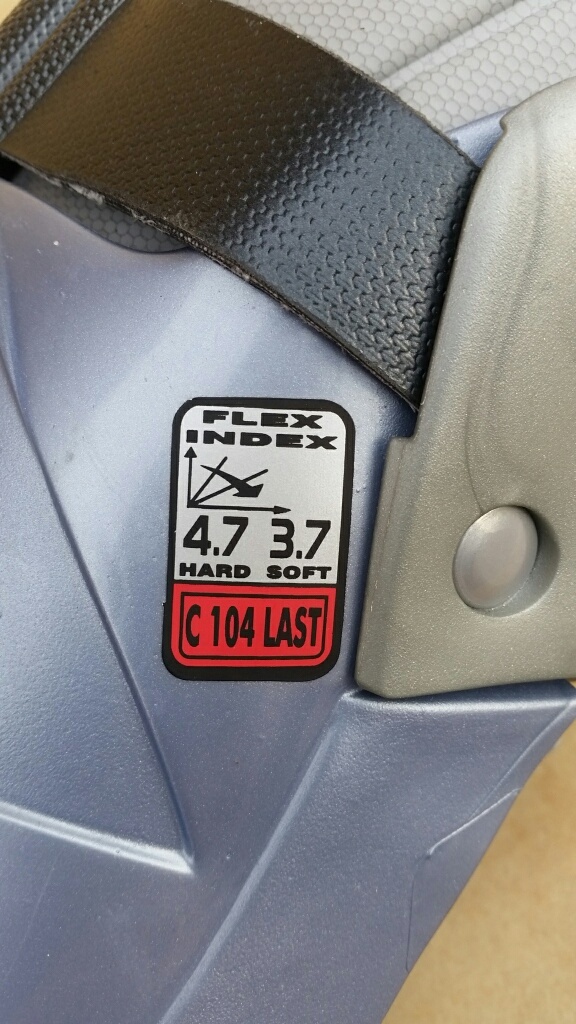 FLEX
INDEX
4.7 3.7
HARD SOFT
C 104 LAST